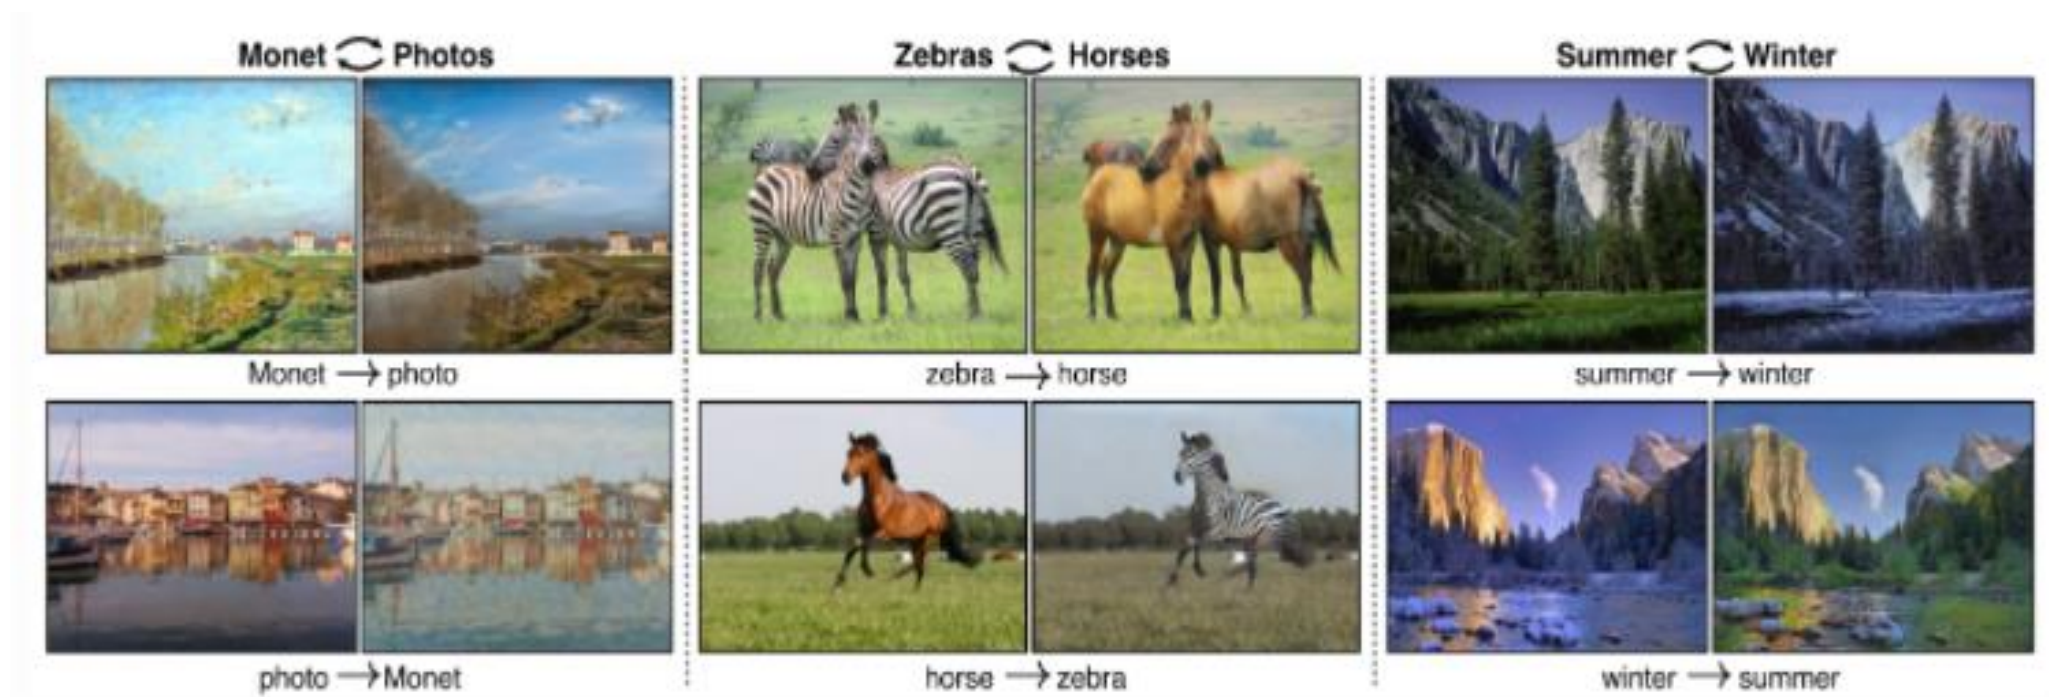 Monet Photos
Zebras Horses
Summer Winter
Monet → photo
zebra → horse
summer → winter
photo → Monet
horse → zebra
winter → summer